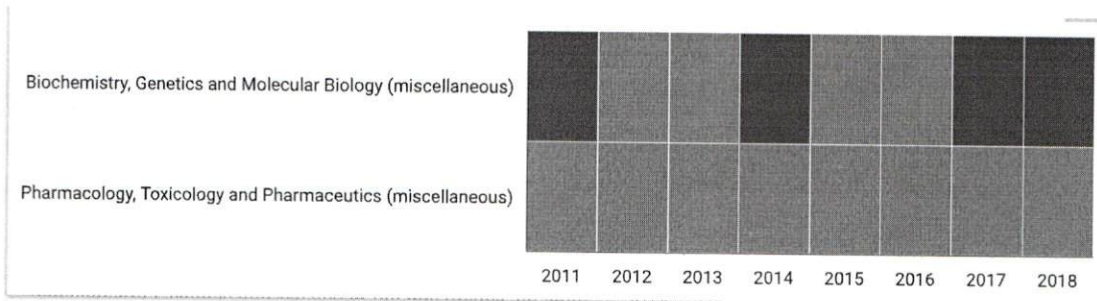 Biochemistry, Genetics and Molecular Biology (miscellaneous)
Pharmacology, Toxicology and Pharmaceutics (miscellaneous)
2011 2012 2013 2014 2015 2016 2017 2018